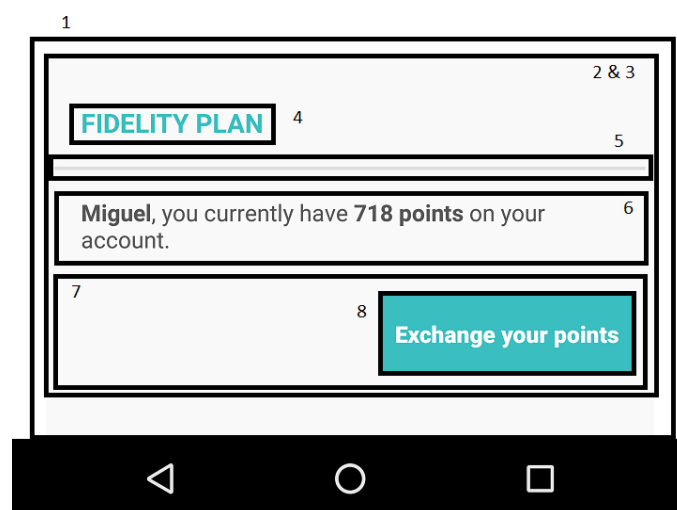 1
2 & 3
FIDELITY PLAN 4
5
Miguel, you currently have 718 points on your 6
account.
7
8
Exchange your points